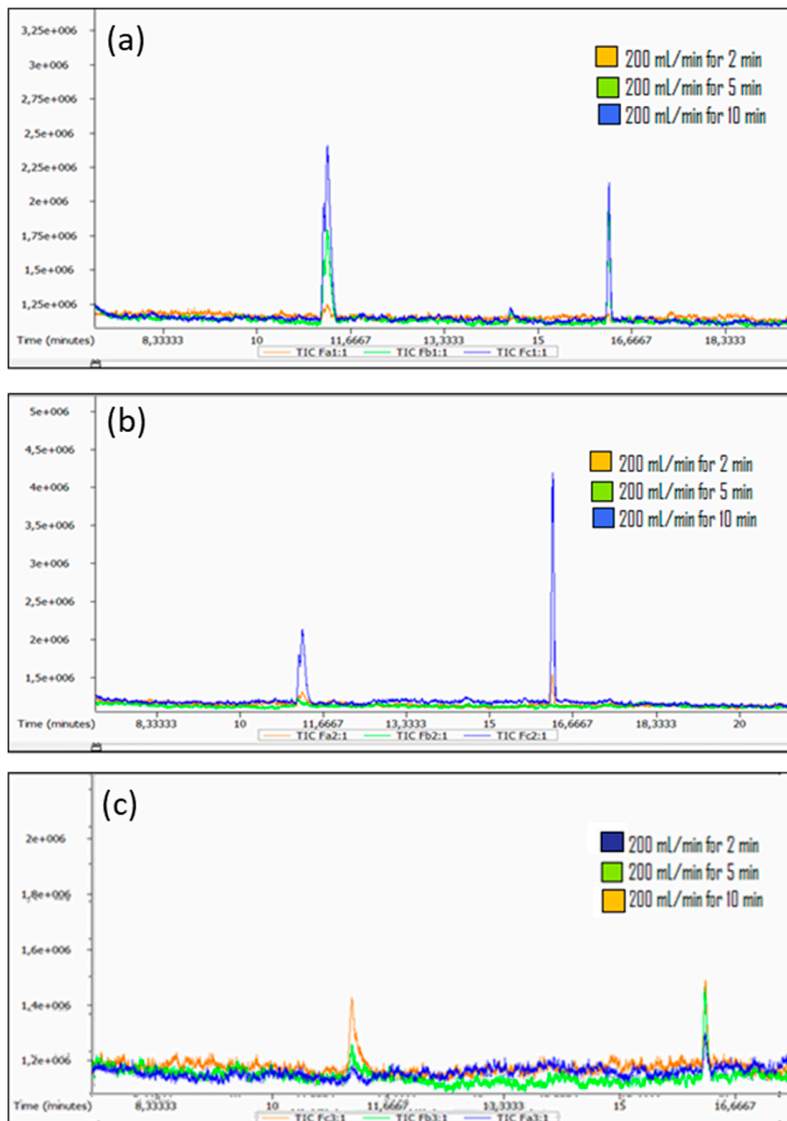 (a)
3,25e+006
3e+006
2,75e+006
2,5e+006
2,25e+006
2e+006
1,75e+006
1,5e+006
1,25e+006
200 mL/min for 2 min
200 mL/min for 5 min
200 mL/min for 10 min
Time (minutes) 8,33333 10 11,6667 13,3333 15 16,6667 18,3333
TIC Fa1:1 TIC Fb1:1 TIC Fc1:1
(b)
5e+006
4,5e+006
4e+006
3,5e+006
3e+006
2,5e+006
2e+006
1,5e+006
200 mL/min for 2 min
200 mL/min for 5 min
200 mL/min for 10 min
Time (minutes) 8,33333 10 11,6667 13,3333 15 16,6667 18,3333 20
TIC Fa2:1 TIC Fb2:1 TIC Fc2:1
(c)
2e+006
1,8e+006
1,6e+006
1,4e+006
1,2e+006
200 mL/min for 2 min
200 mL/min for 5 min
200 mL/min for 10 min
Time (minutes) 8,33333 10 11,6667 13,3333 15 16,6667
TIC Fc3:1 TIC Fb3:1 TIC Fa3:1